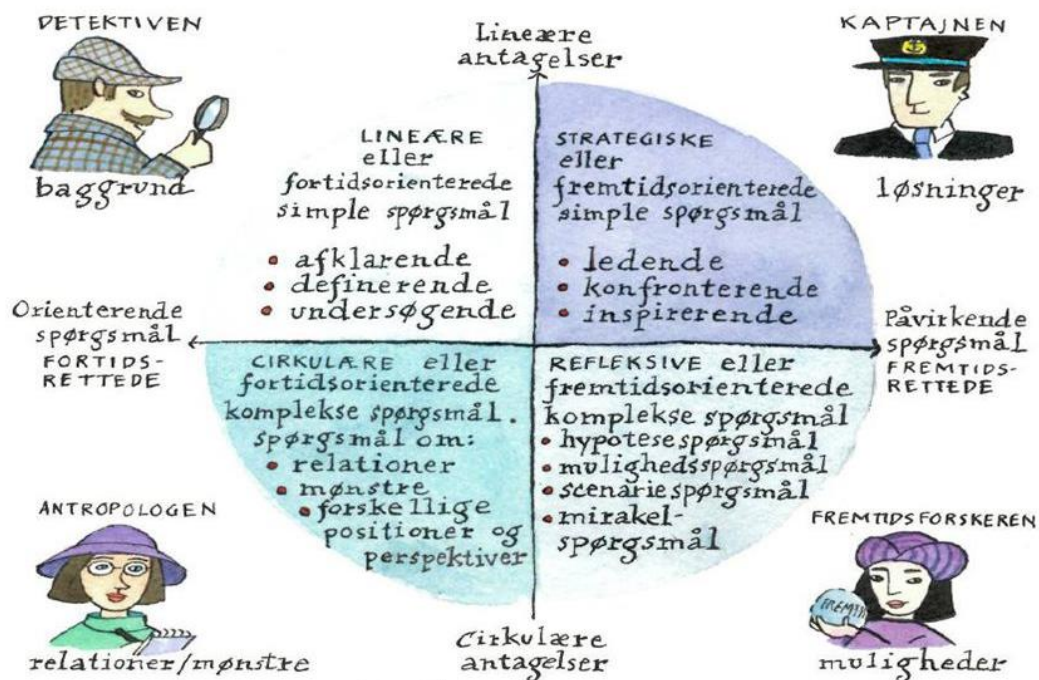 DETEKTIVEN
baggrund
Lineære
antagelser
KAPTAJNEN
løsninger
LINEÆRE
eller
fortidsorienterede
simple spørgsmål
• afklarende
• definerende
• undersøgende
STRATEGISKE
eller
fremtidsorienterede
simple spørgsmål
• ledende
• konfronterende
• inspirerende
Orienterende
spørgsmål
FORTIDS-
RETTEDE
Påvirkende
spørgsmål
FREMTIDS-
RETTEDE
CIRKULÆRE eller
fortidsorienterede
komplekse spørgsmål.
spørgsmål om:
• relationer
• mønstre
• forskellige
positioner og
perspektiver
REFLEKSIVE eller
fremtidsorienterede
komplekse spørgsmål
• hypotesespørgsmål
• mulighedsspørgsmål
• scenariespørgsmål
• mirakel-
spørgsmål
ANTROPOLOGEN
relationer/mønstre
Cirkulære
antagelser
FREMTIDSFORSKEREN
FREMTI
muligheder